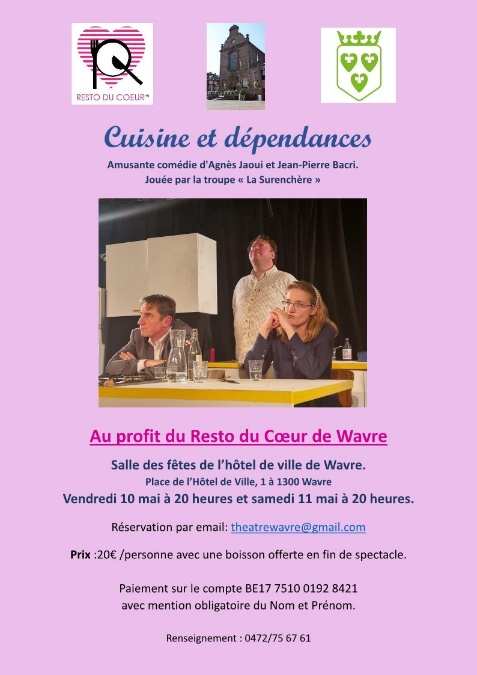 RESTO DU COEUR
Cuisine et dépendances
Amusante comédie d'Agnès Jaoui et Jean-Pierre Bacri.
Jouée par la troupe « La Surenchère »
Au profit du Resto du Cœur de Wavre
Salle des fêtes de l'hôtel de ville de Wavre.
Place de l'Hôtel de Ville, 1 à 1300 Wavre
Vendredi 10 mai à 20 heures et samedi 11 mai à 20 heures.
Réservation par email: theatrewavre@gmail.com
Prix :20€ /personne avec une boisson offerte en fin de spectacle.
Paiement sur le compte BE17 7510 0192 8421
avec mention obligatoire du Nom et Prénom.
Renseignement : 0472/75 67 61